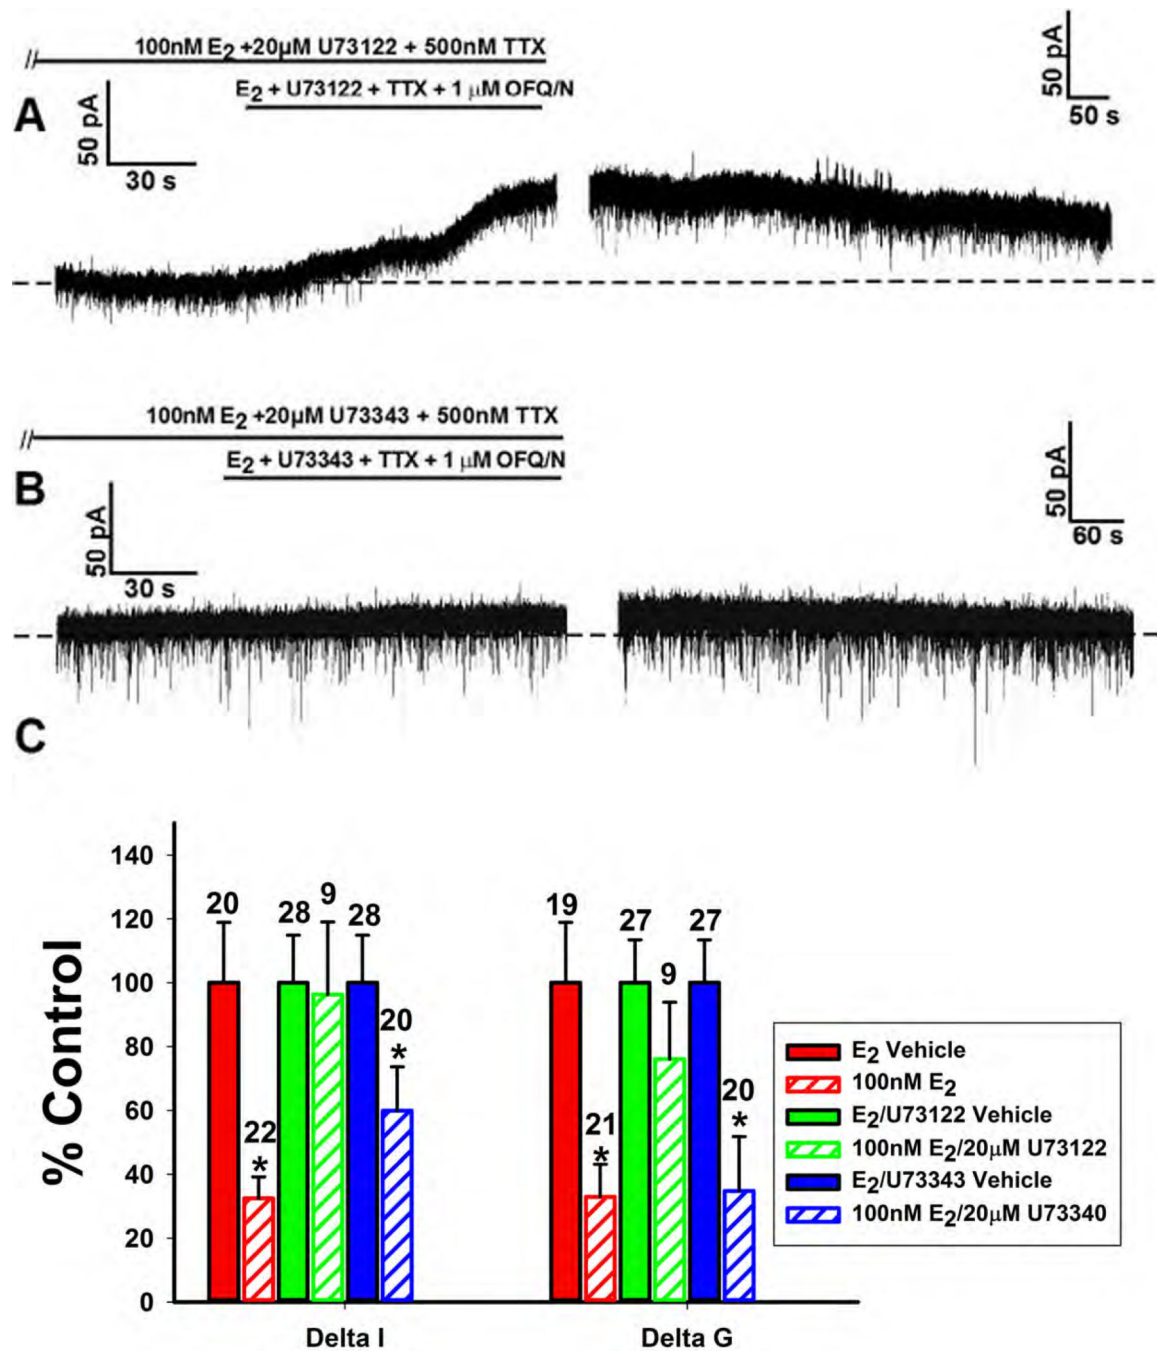 100nM E2 +20μM U73122 + 500nM TTX
E2 + U73122 + TTX + 1 μM OFQ/N
A
50 pA
30 s
50 pA
50 s
100nM E2 +20μM U73343 + 500nM TTX
E2 + U73343 + TTX + 1 μM OFQ/N
B
50 pA
30 s
50 pA
60 s
C
% Control
140
120
100
80
60
40
20
0
20
22
*
28
9
28
20
*
19
21
*
27
9
27
20
*
Delta I
Delta G
E2 Vehicle
100nM E2
E2/U73122 Vehicle
100nM E2/20μM U73122
E2/U73343 Vehicle
100nM E2/20μM U73340